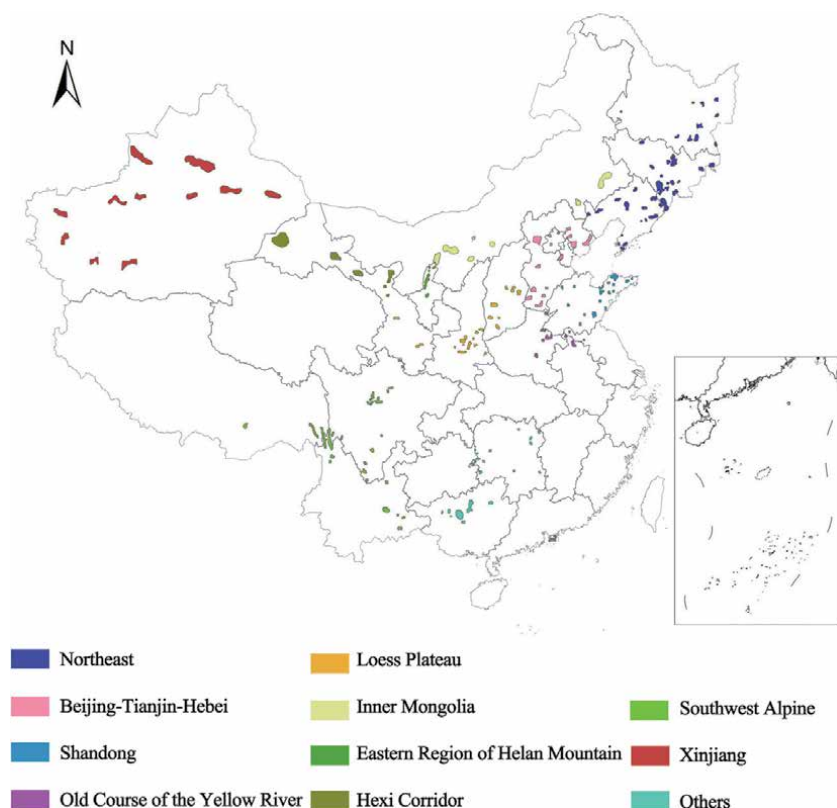 N
Northeast
Loess Plateau
Beijing-Tianjin-Hebei
Inner Mongolia
Southwest Alpine
Shandong
Eastern Region of Helan Mountain
Xinjiang
Old Course of the Yellow River
Hexi Corridor
Others